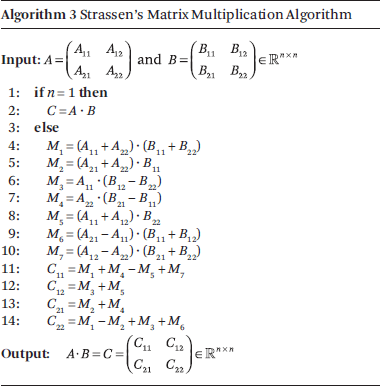 Algorithm 3 Strassen's Matrix Multiplication Algorithm
Input: A = (A₁₁ A₁₂ A₂₁ A₂₂) and B = (B₁₁ B₁₂ B₂₁ B₂₂) ∈ ℝⁿˣⁿ
1: if n = 1 then
2: C = A · B
3: else
4: M₁ = (A₁₁ + A₂₂) · (B₁₁ + B₂₂)
5: M₂ = (A₂₁ + A₂₂) · B₁₁
6: M₃ = A₁₁ · (B₁₂ − B₂₂)
7: M₄ = A₂₂ · (B₂₁ − B₁₁)
8: M₅ = (A₁₁ + A₁₂) · B₂₂
9: M₆ = (A₂₁ − A₁₁) · (B₁₁ + B₁₂)
10: M₇ = (A₁₂ − A₂₂) · (B₂₁ + B₂₂)
11: C₁₁ = M₁ + M₄ − M₅ + M₇
12: C₁₂ = M₃ + M₅
13: C₂₁ = M₂ + M₄
14: C₂₂ = M₁ − M₂ + M₃ + M₆
Output: A · B = C = (C₁₁ C₁₂ C₂₁ C₂₂) ∈ ℝⁿˣⁿ